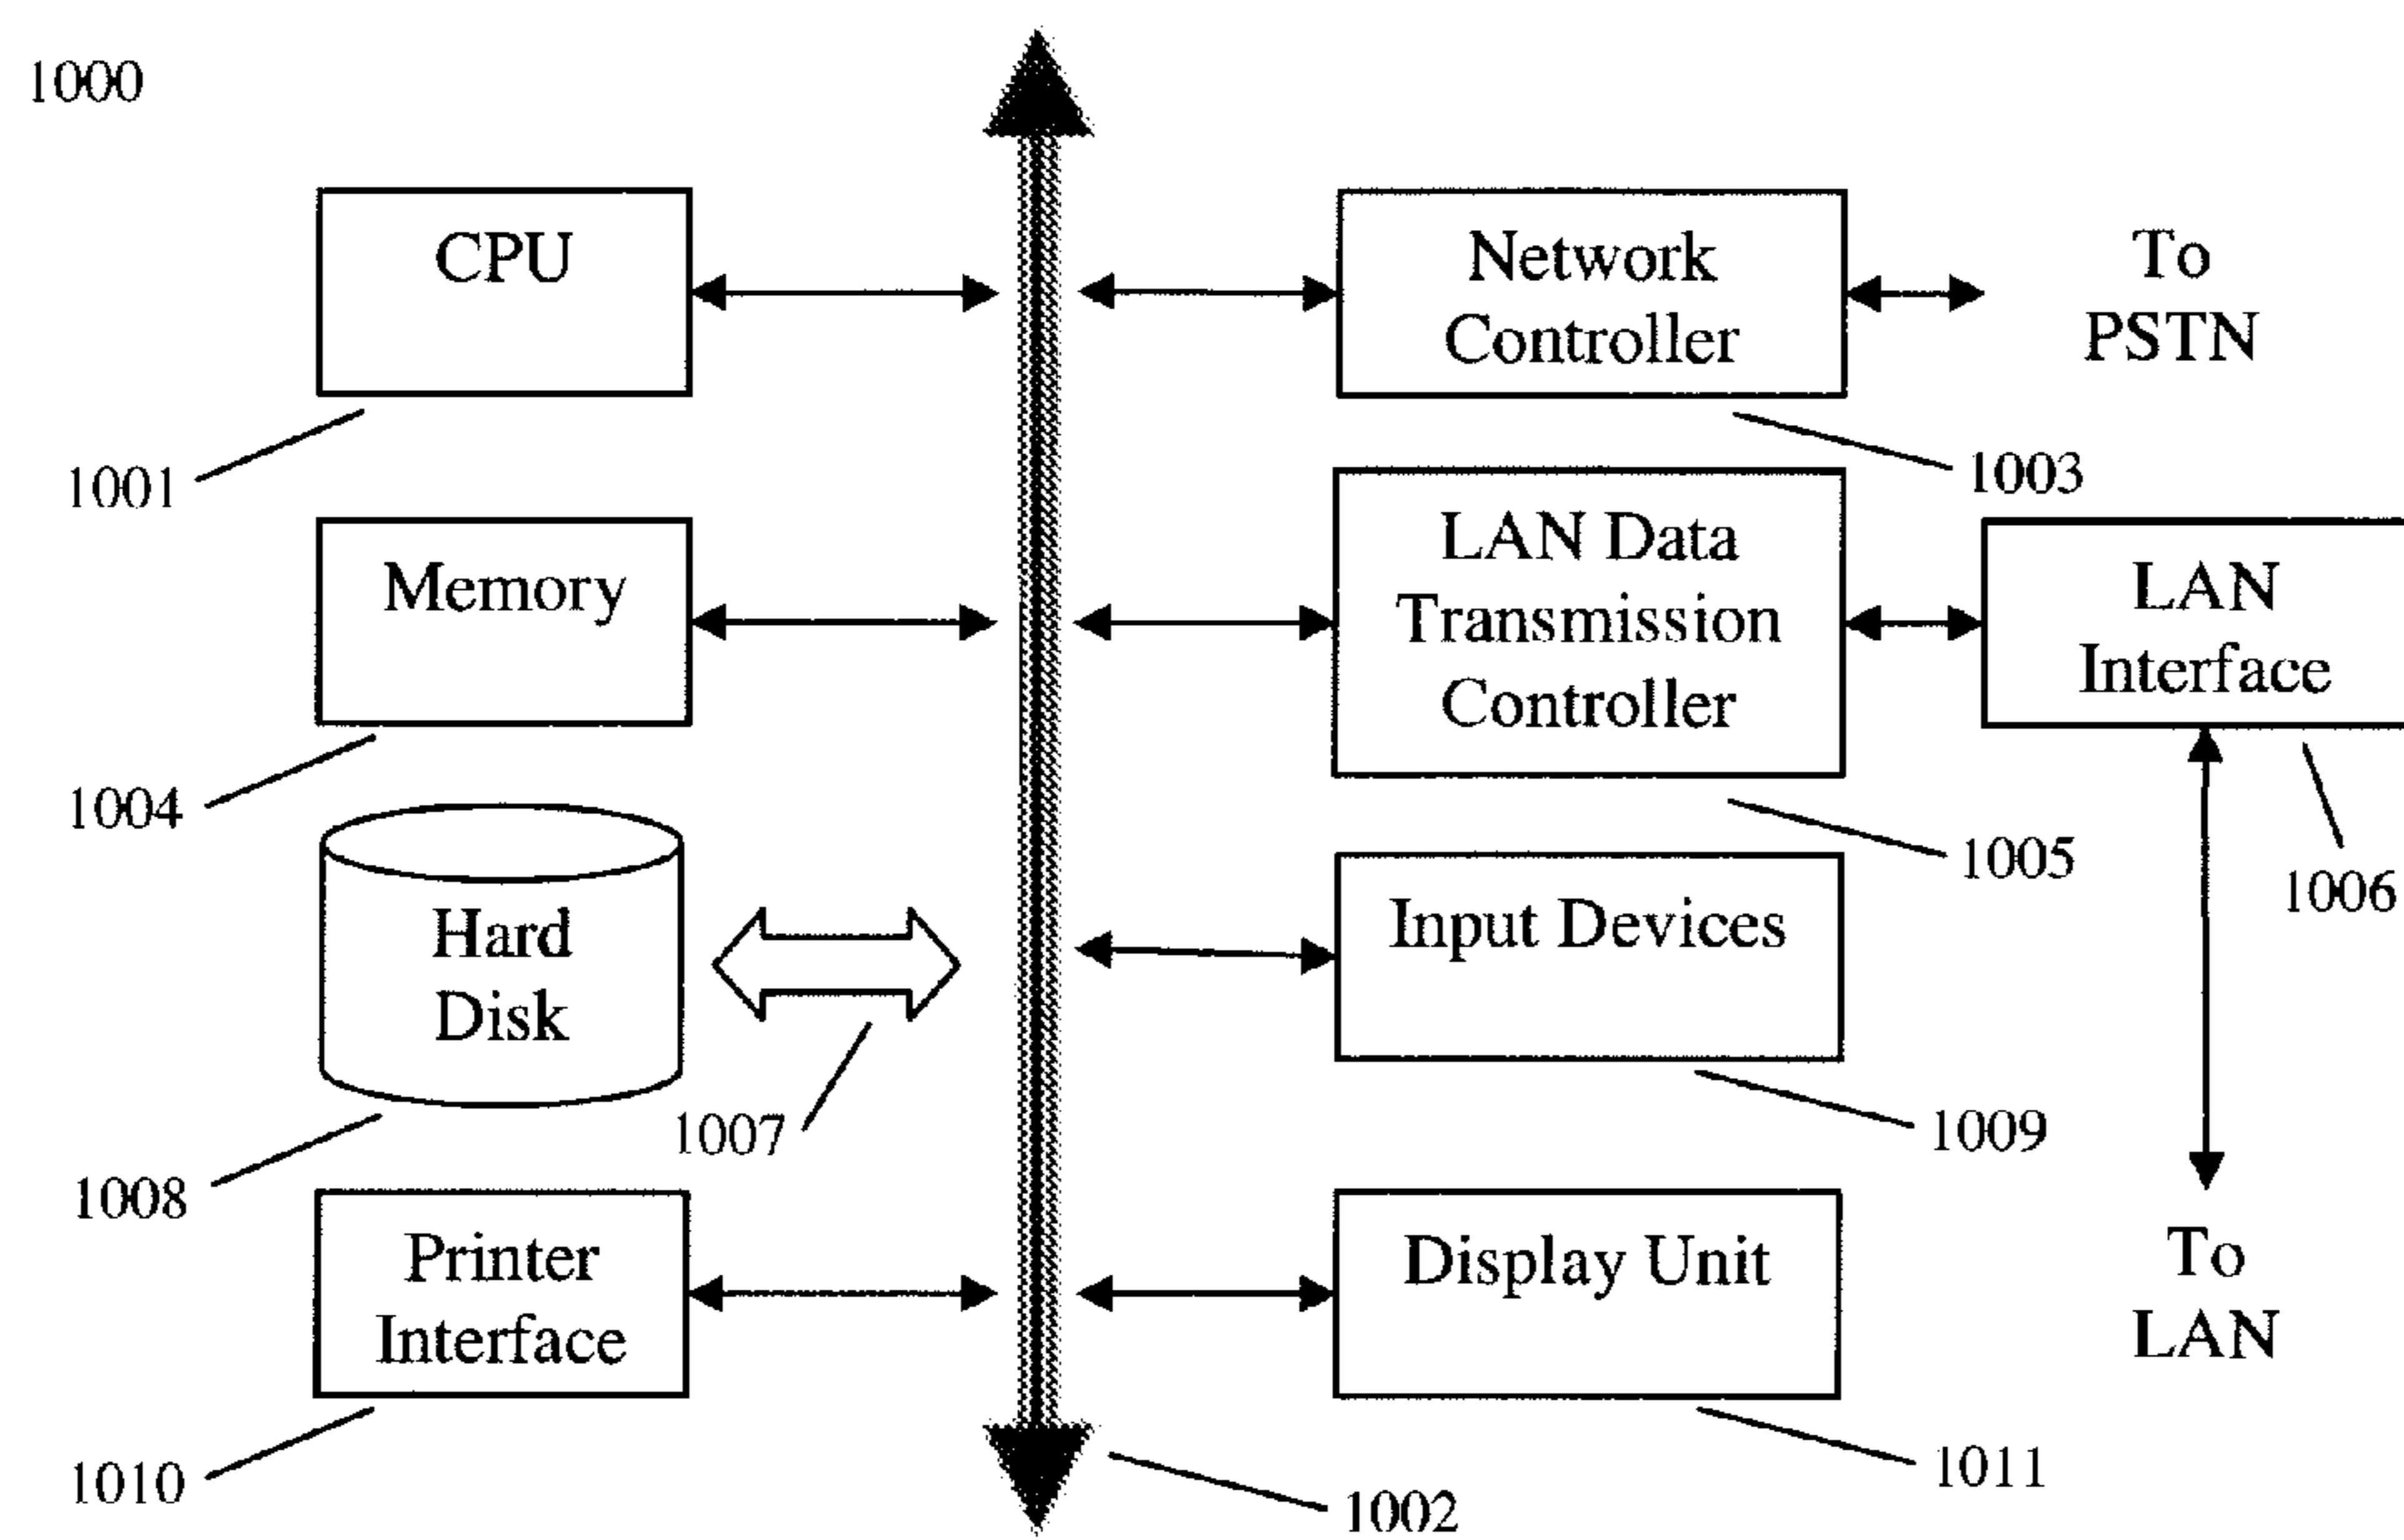 1000
CPU
1001
Memory
1004
Hard
Disk
1007
1008
Printer
Interface
1010
1002
Network
Controller
To
PSTN
1003
LAN Data
Transmission
Controller
1005
LAN
Interface
1006
Input Devices
1009
Display Unit
1011
To
LAN